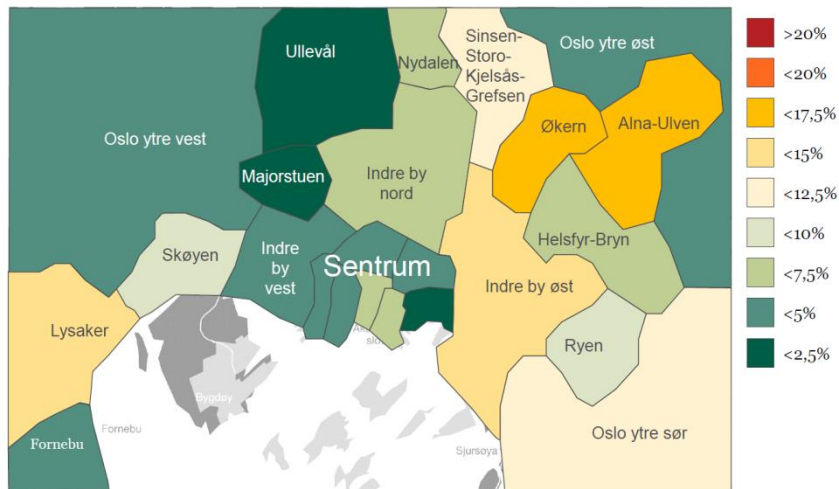 Ullevål
Nydalen
Sinsen-
Storo-
Kjelsås-
Grefsen
Oslo ytre øst
Oslo ytre vest
Økern
Alna-Ulven
Majorstuen
Indre by
nord
Skøyen
Indre
by
vest
Sentrum
Helsfyr-Bryn
Indre by øst
Lysaker
Ryen
Bygdøy
Fornebu
Fornebu
Oslo ytre sør
Sjursøya
>20%
<20%
<17,5%
<15%
<12,5%
<10%
<7,5%
<5%
<2,5%